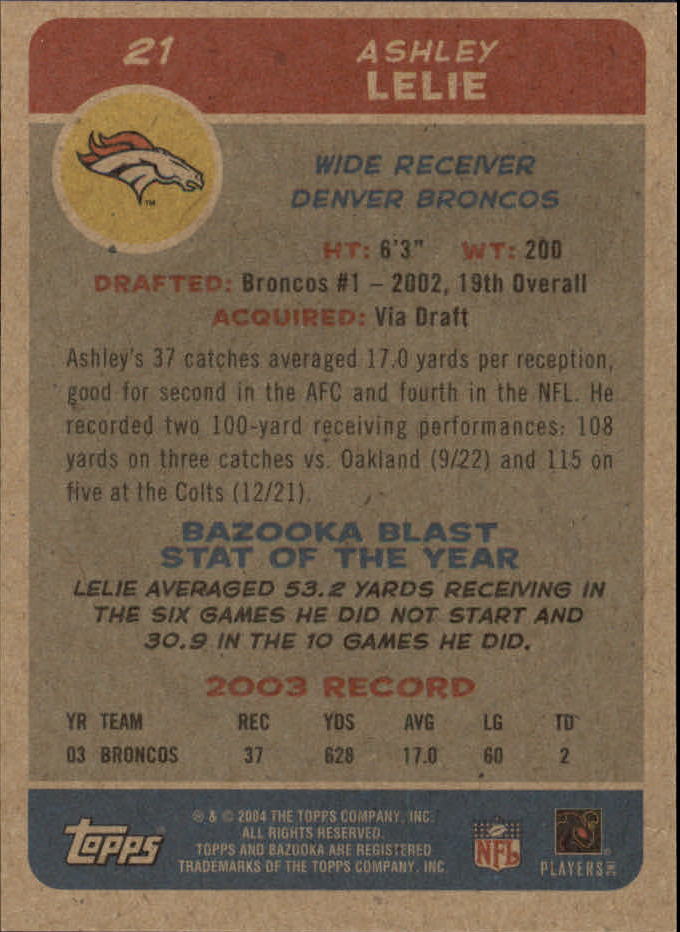 21
ASHLEY
LELIE
WIDE RECEIVER
DENVER BRONCOS
TM
HT: 6'3" WT: 200
DRAFTED: Broncos #1 – 2002, 19th Overall
ACQUIRED: Via Draft
Ashley's 37 catches averaged 17.0 yards per reception,
good for second in the AFC and fourth in the NFL. He
recorded two 100-yard receiving performances: 108
yards on three catches vs. Oakland (9/22) and 115 on
five at the Colts (12/21).
BAZOOKA BLAST
STAT OF THE YEAR
LELIE AVERAGED 53.2 YARDS RECEIVING IN
THE SIX GAMES HE DID NOT START AND
30.9 IN THE 10 GAMES HE DID.
2003 RECORD
YR TEAM REC YDS AVG LG TD
03 BRONCOS 37 628 17.0 60 2
topps
® & © 2004 THE TOPPS COMPANY, INC.
ALL RIGHTS RESERVED.
TOPPS AND BAZOOKA ARE REGISTERED
TRADEMARKS OF THE TOPPS COMPANY, INC
NFL
PLAYERS